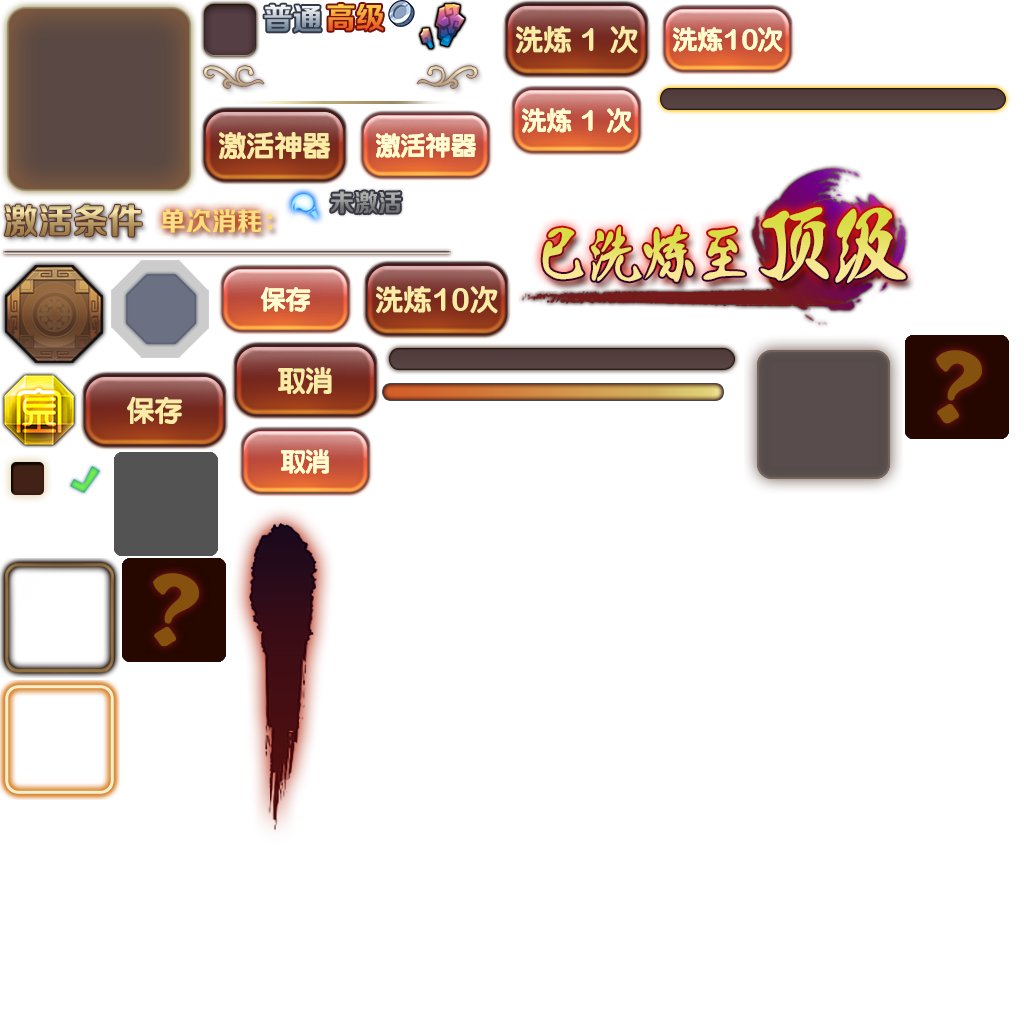 普通
高级
洗炼 1 次
洗炼10次
激活神器
激活神器
洗炼 1 次
激活条件
单次消耗:
未激活
已洗炼至顶级
保存
洗炼10次
取消
保存
取消
?
?